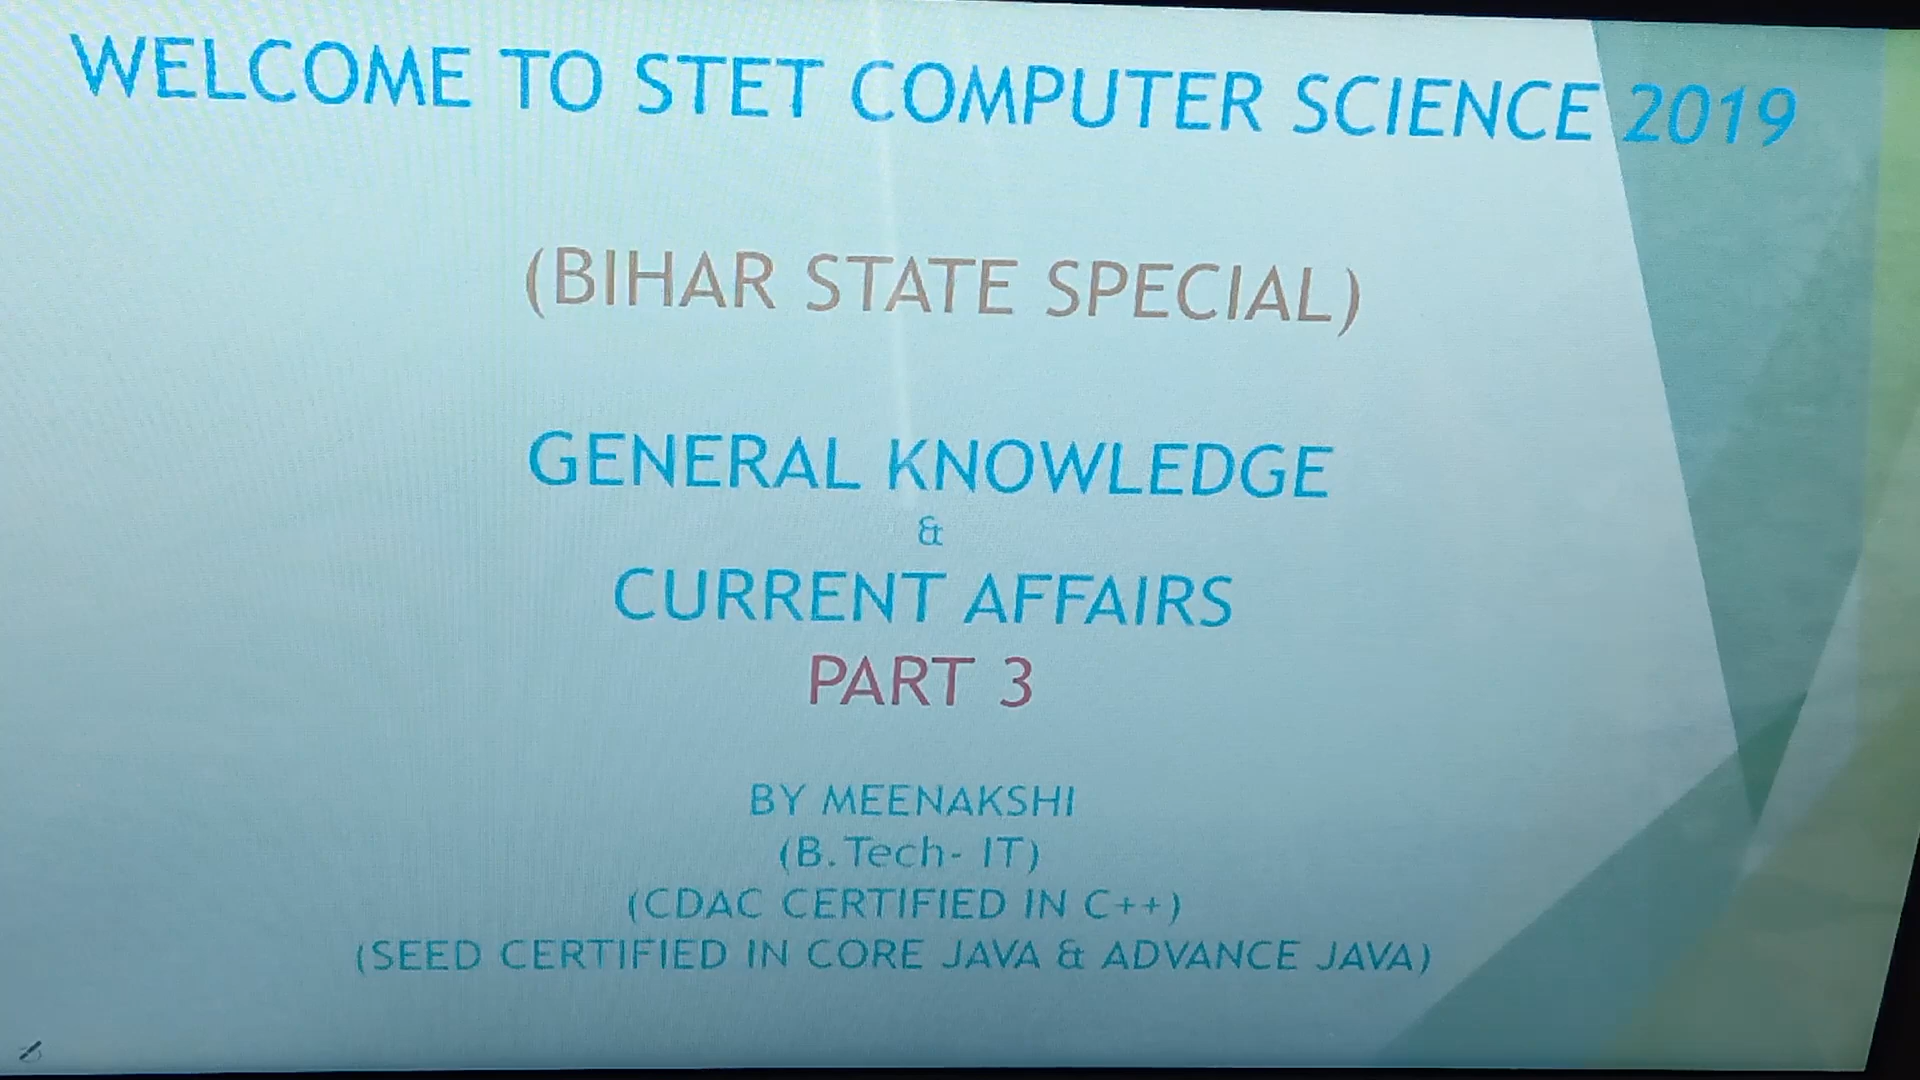 WELCOME TO STET COMPUTER SCIENCE 2019
(BIHAR STATE SPECIAL)
GENERAL KNOWLEDGE
&
CURRENT AFFAIRS
PART 3
BY MEENAKSHI
(B.Tech- IT)
(CDAC CERTIFIED IN C++)
(SEED CERTIFIED IN CORE JAVA & ADVANCE JAVA)